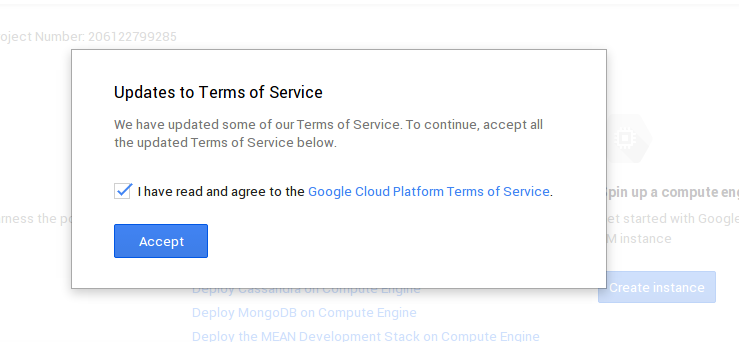 oject Number: 206122799285
Updates to Terms of Service
We have updated some of our Terms of Service. To continue, accept all
the updated Terms of Service below.
I have read and agree to the Google Cloud Platform Terms of Service.
Accept
pin up a compute eng
rness the po
et started with Google
M instance
Create instance
Deploy Cassandra on Compute Engine
Deploy MongoDB on Compute Engine
Deploy the MEAN Development Stack on Compute Engine